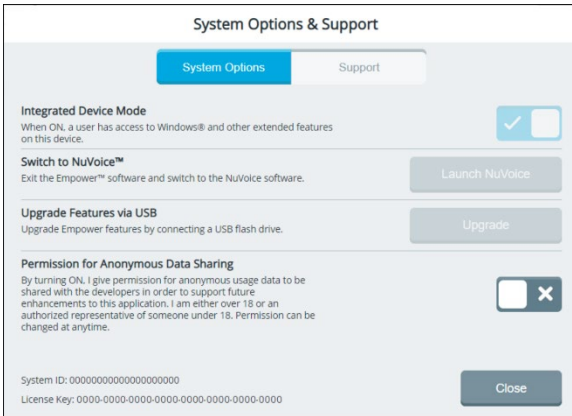 System Options & Support
System Options
Support
Integrated Device Mode
When ON, a user has access to Windows® and other extended features
on this device.
Switch to NuVoice™
Exit the Empower™ software and switch to the NuVoice software.
Launch NuVoice
Upgrade Features via USB
Upgrade Empower features by connecting a USB flash drive.
Upgrade
Permission for Anonymous Data Sharing
By turning ON, I give permission for anonymous usage data to be
shared with the developers in order to support future
enhancements to this application. I am either over 18 or an
authorized representative of someone under 18. Permission can be
changed at anytime.
System ID: 00000000000000000000
License Key: 0000-0000-0000-0000-0000-0000-0000-0000
Close